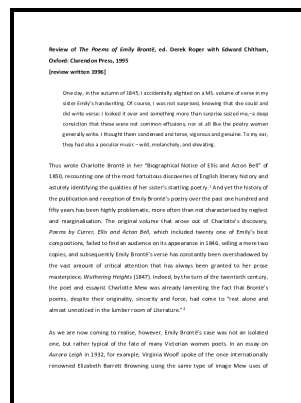 Review of The Poems of Emily Brontë, ed. Derek Roper with Edward Chitham,
Oxford: Clarendon Press, 1995
[review written 1996]
One day, in the autumn of 1845, I accidently alighted on a MS. volume of verse in my
sister Emily's handwriting. Of course, I was not surprised, knowing that she could and
did write verse; I looked it over and something more than surprise seized me,–a deep
conviction that these were not common effusions, nor at all like the poetry women
generally write. I thought them condensed and terse, vigorous and genuine. To my ear,
they had also a peculiar music – wild, melancholy, and elevating.
Thus wrote Charlotte Brontë in her "Biographical Notice of Ellis and Acton Bell" of
1850, recounting one of the most fortuitous discoveries of English literary history and
astutely identifying the qualities of her sister's startling poetry.¹ And yet the history of
the publication and reception of Emily Brontë's poetry over the past one hundred and
fifty years has been highly problematic, more often than not characterised by neglect
and marginalisation. The original volume that arose out of Charlotte's discovery,
Poems by Currer, Ellis and Acton Bell, which included twenty one of Emily's best
compositions, failed to find an audience on its appearance in 1846, selling a mere two
copies, and subsequently Emily Brontë's verse has constantly been overshadowed by
the vast amount of critical attention that has always been granted to her prose
masterpiece, Wuthering Heights (1847). Indeed, by the turn of the twentieth century,
the poet and essayist Charlotte Mew was already lamenting the fact that Brontë's
poems, despite their originality, sincerity and force, had come to "rest alone and
almost unnoticed in the lumber room of Literature."²
As we are now coming to realise, however, Emily Brontë's case was not an isolated
one, but rather typical of the fate of many Victorian women poets. In an essay on
Aurora Leigh in 1932, for example, Virginia Woolf spoke of the once internationally
renowned Elizabeth Barrett Browning using the same type of image Mew uses of